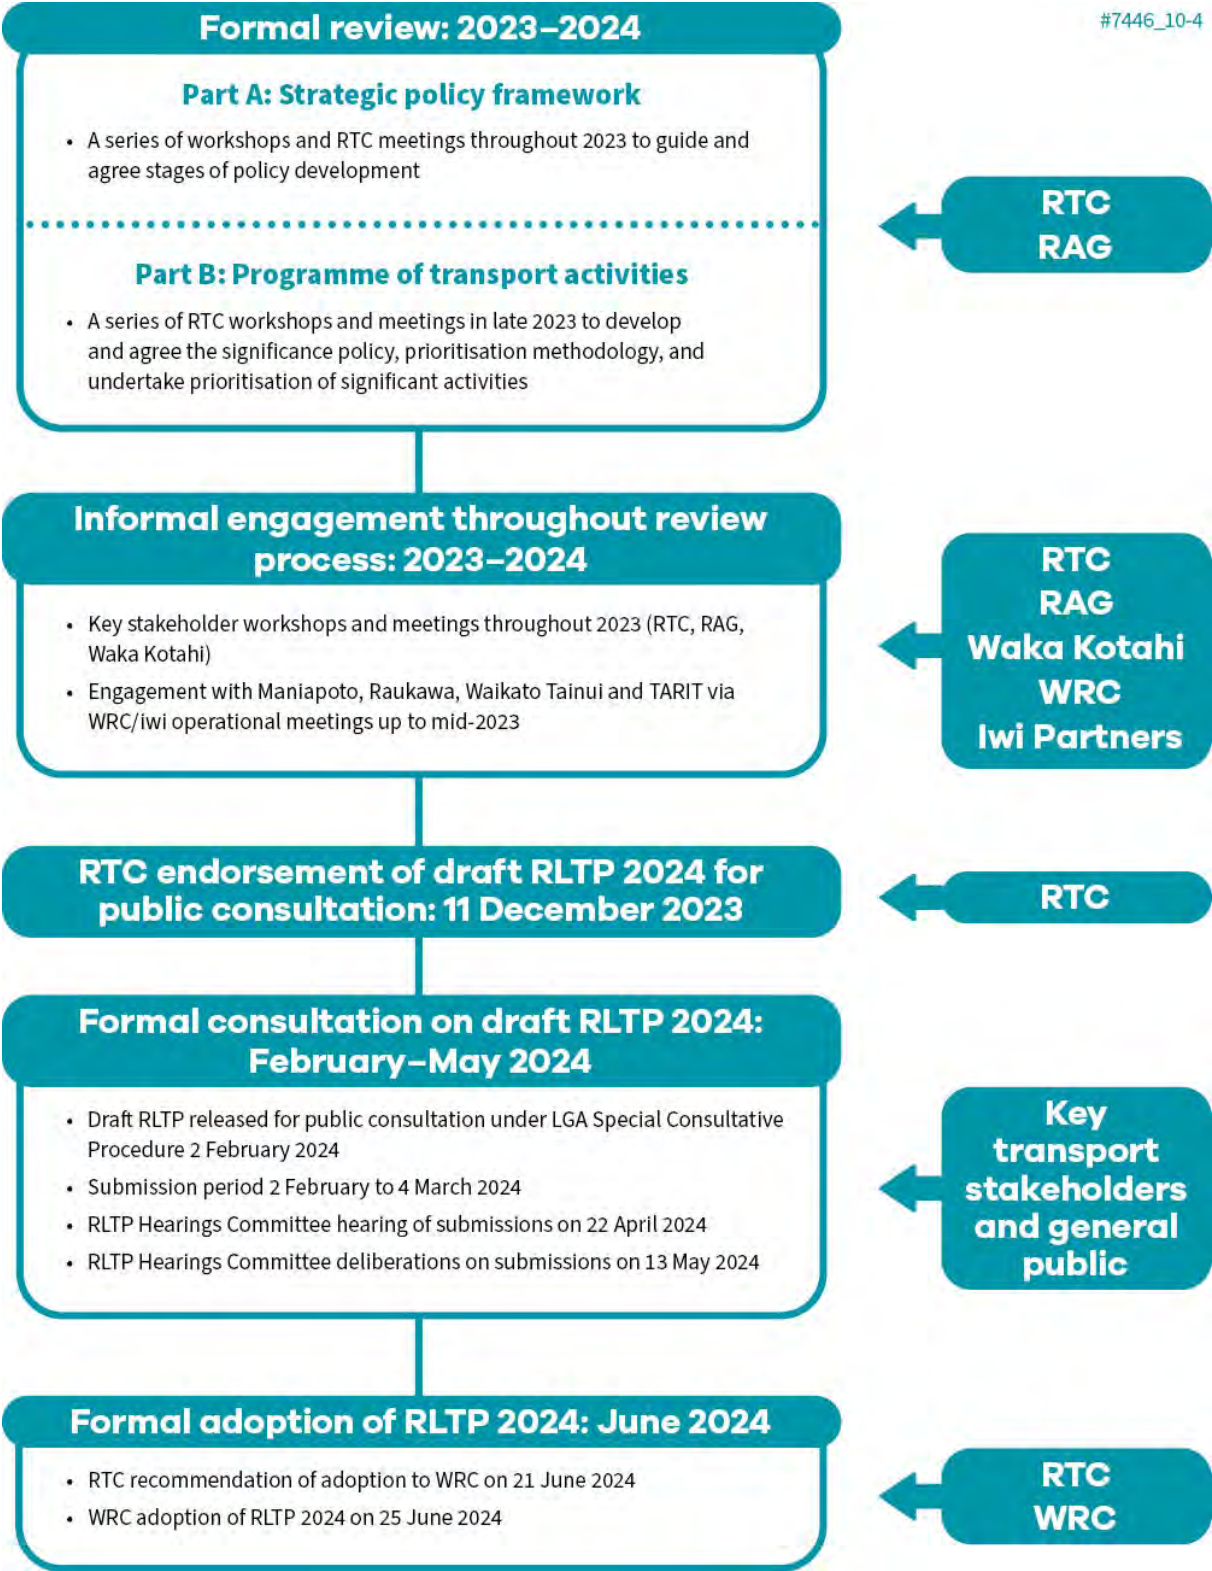 #7446_10-4
Formal review: 2023–2024
Part A: Strategic policy framework
• A series of workshops and RTC meetings throughout 2023 to guide and
agree stages of policy development
Part B: Programme of transport activities
• A series of RTC workshops and meetings in late 2023 to develop
and agree the significance policy, prioritisation methodology, and
undertake prioritisation of significant activities
RTC
RAG
Informal engagement throughout review
process: 2023–2024
• Key stakeholder workshops and meetings throughout 2023 (RTC, RAG,
Waka Kotahi)
• Engagement with Maniapoto, Raukawa, Waikato Tainui and TARIT via
WRC/iwi operational meetings up to mid-2023
RTC
RAG
Waka Kotahi
WRC
Iwi Partners
RTC endorsement of draft RLTP 2024 for
public consultation: 11 December 2023
RTC
Formal consultation on draft RLTP 2024:
February–May 2024
• Draft RLTP released for public consultation under LGA Special Consultative
Procedure 2 February 2024
• Submission period 2 February to 4 March 2024
• RLTP Hearings Committee hearing of submissions on 22 April 2024
• RLTP Hearings Committee deliberations on submissions on 13 May 2024
Key
transport
stakeholders
and general
public
Formal adoption of RLTP 2024: June 2024
• RTC recommendation of adoption to WRC on 21 June 2024
• WRC adoption of RLTP 2024 on 25 June 2024
RTC
WRC